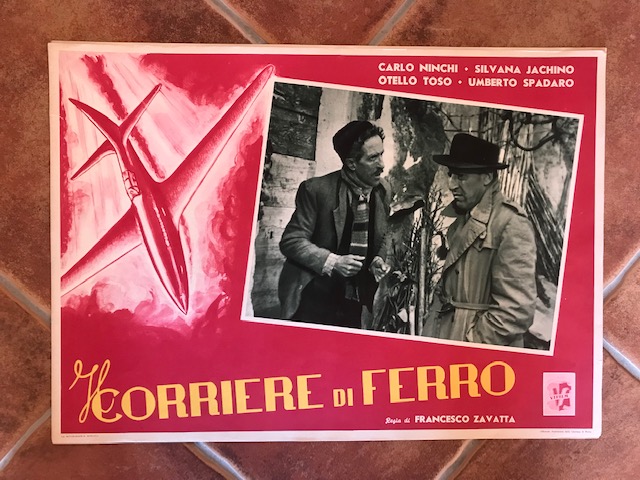 CARLO NINCHI • SILVANA JACHINO
OTELLO TOSO • UMBERTO SPADARO
Il CORRIERE DI FERRO
Regia di FRANCESCO ZAVATTA